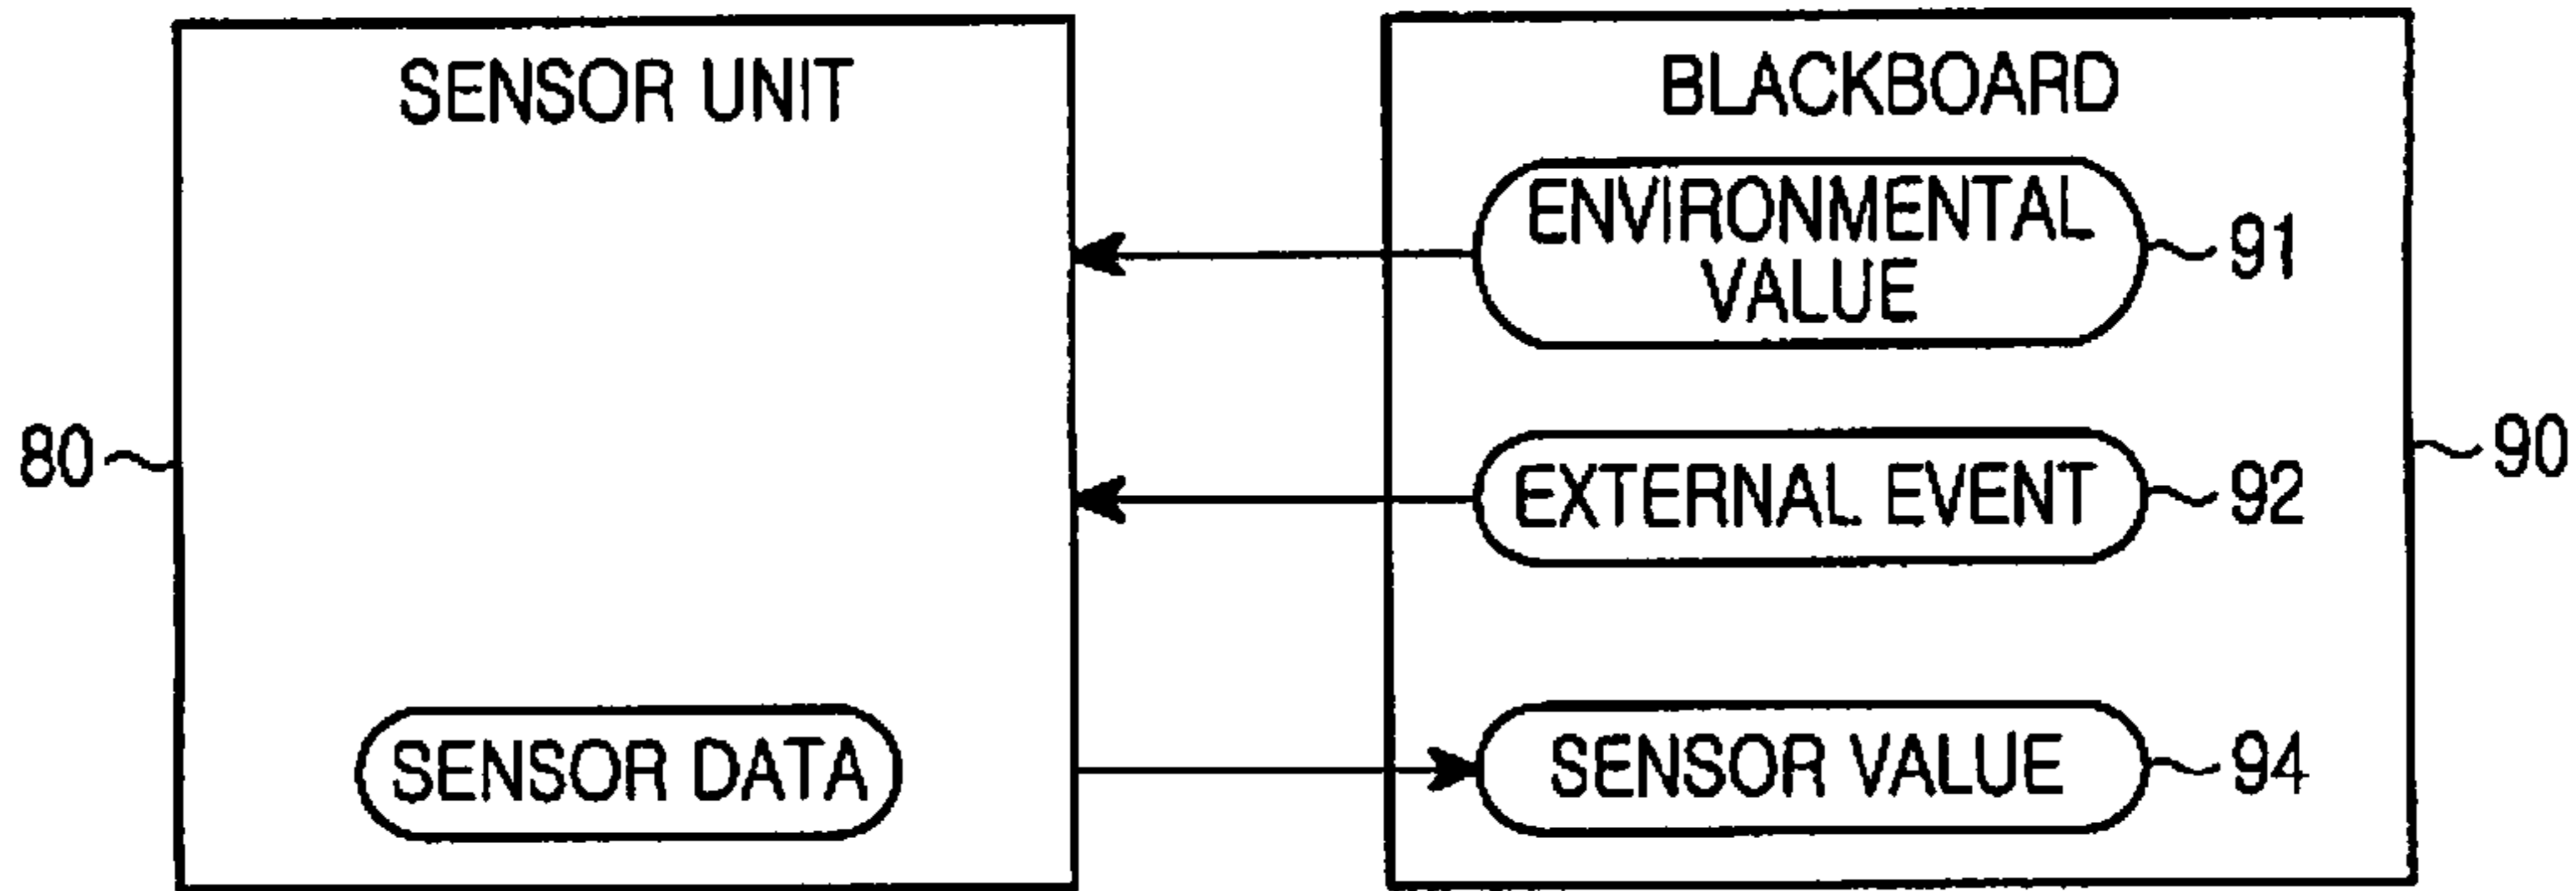 SENSOR UNIT
BLACKBOARD
ENVIRONMENTAL
VALUE
91
80
EXTERNAL EVENT
92
90
SENSOR DATA
SENSOR VALUE
94